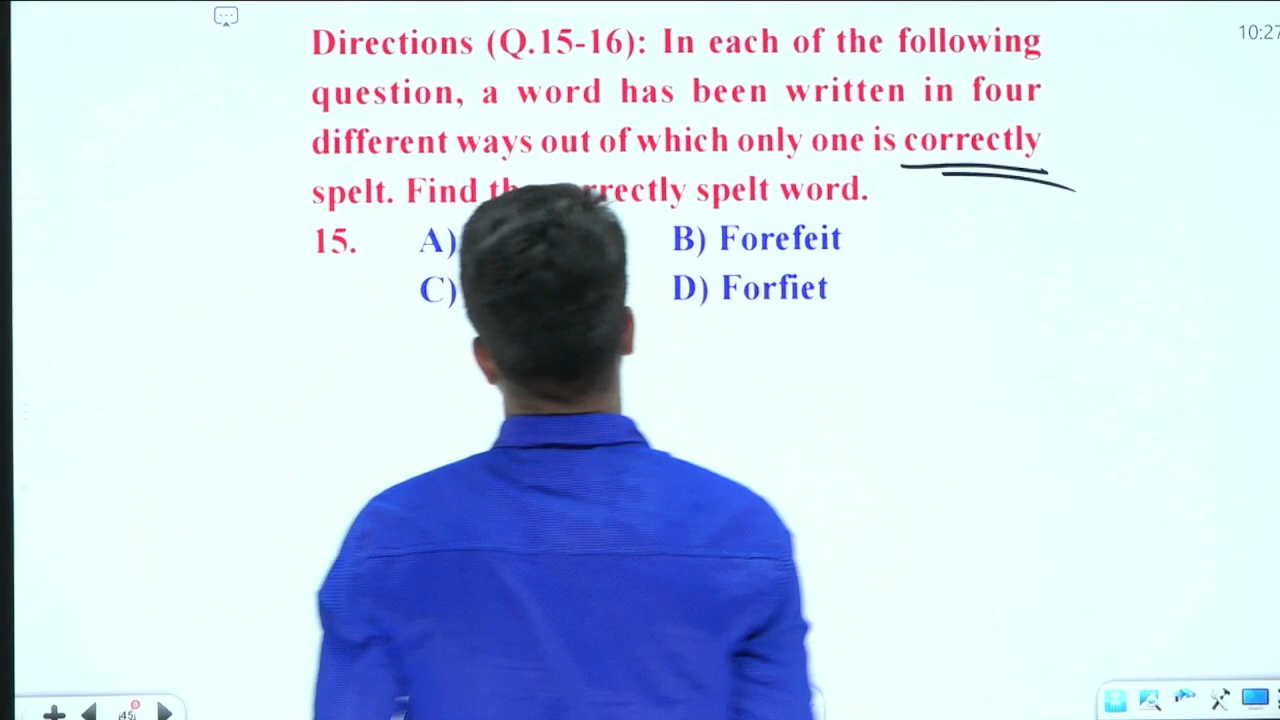 10:27
Directions (Q.15-16): In each of the following
question, a word has been written in four
different ways out of which only one is correctly
spelt. Find spelt word.
15. A) B) Forefeit
C) D) Forfiet
45